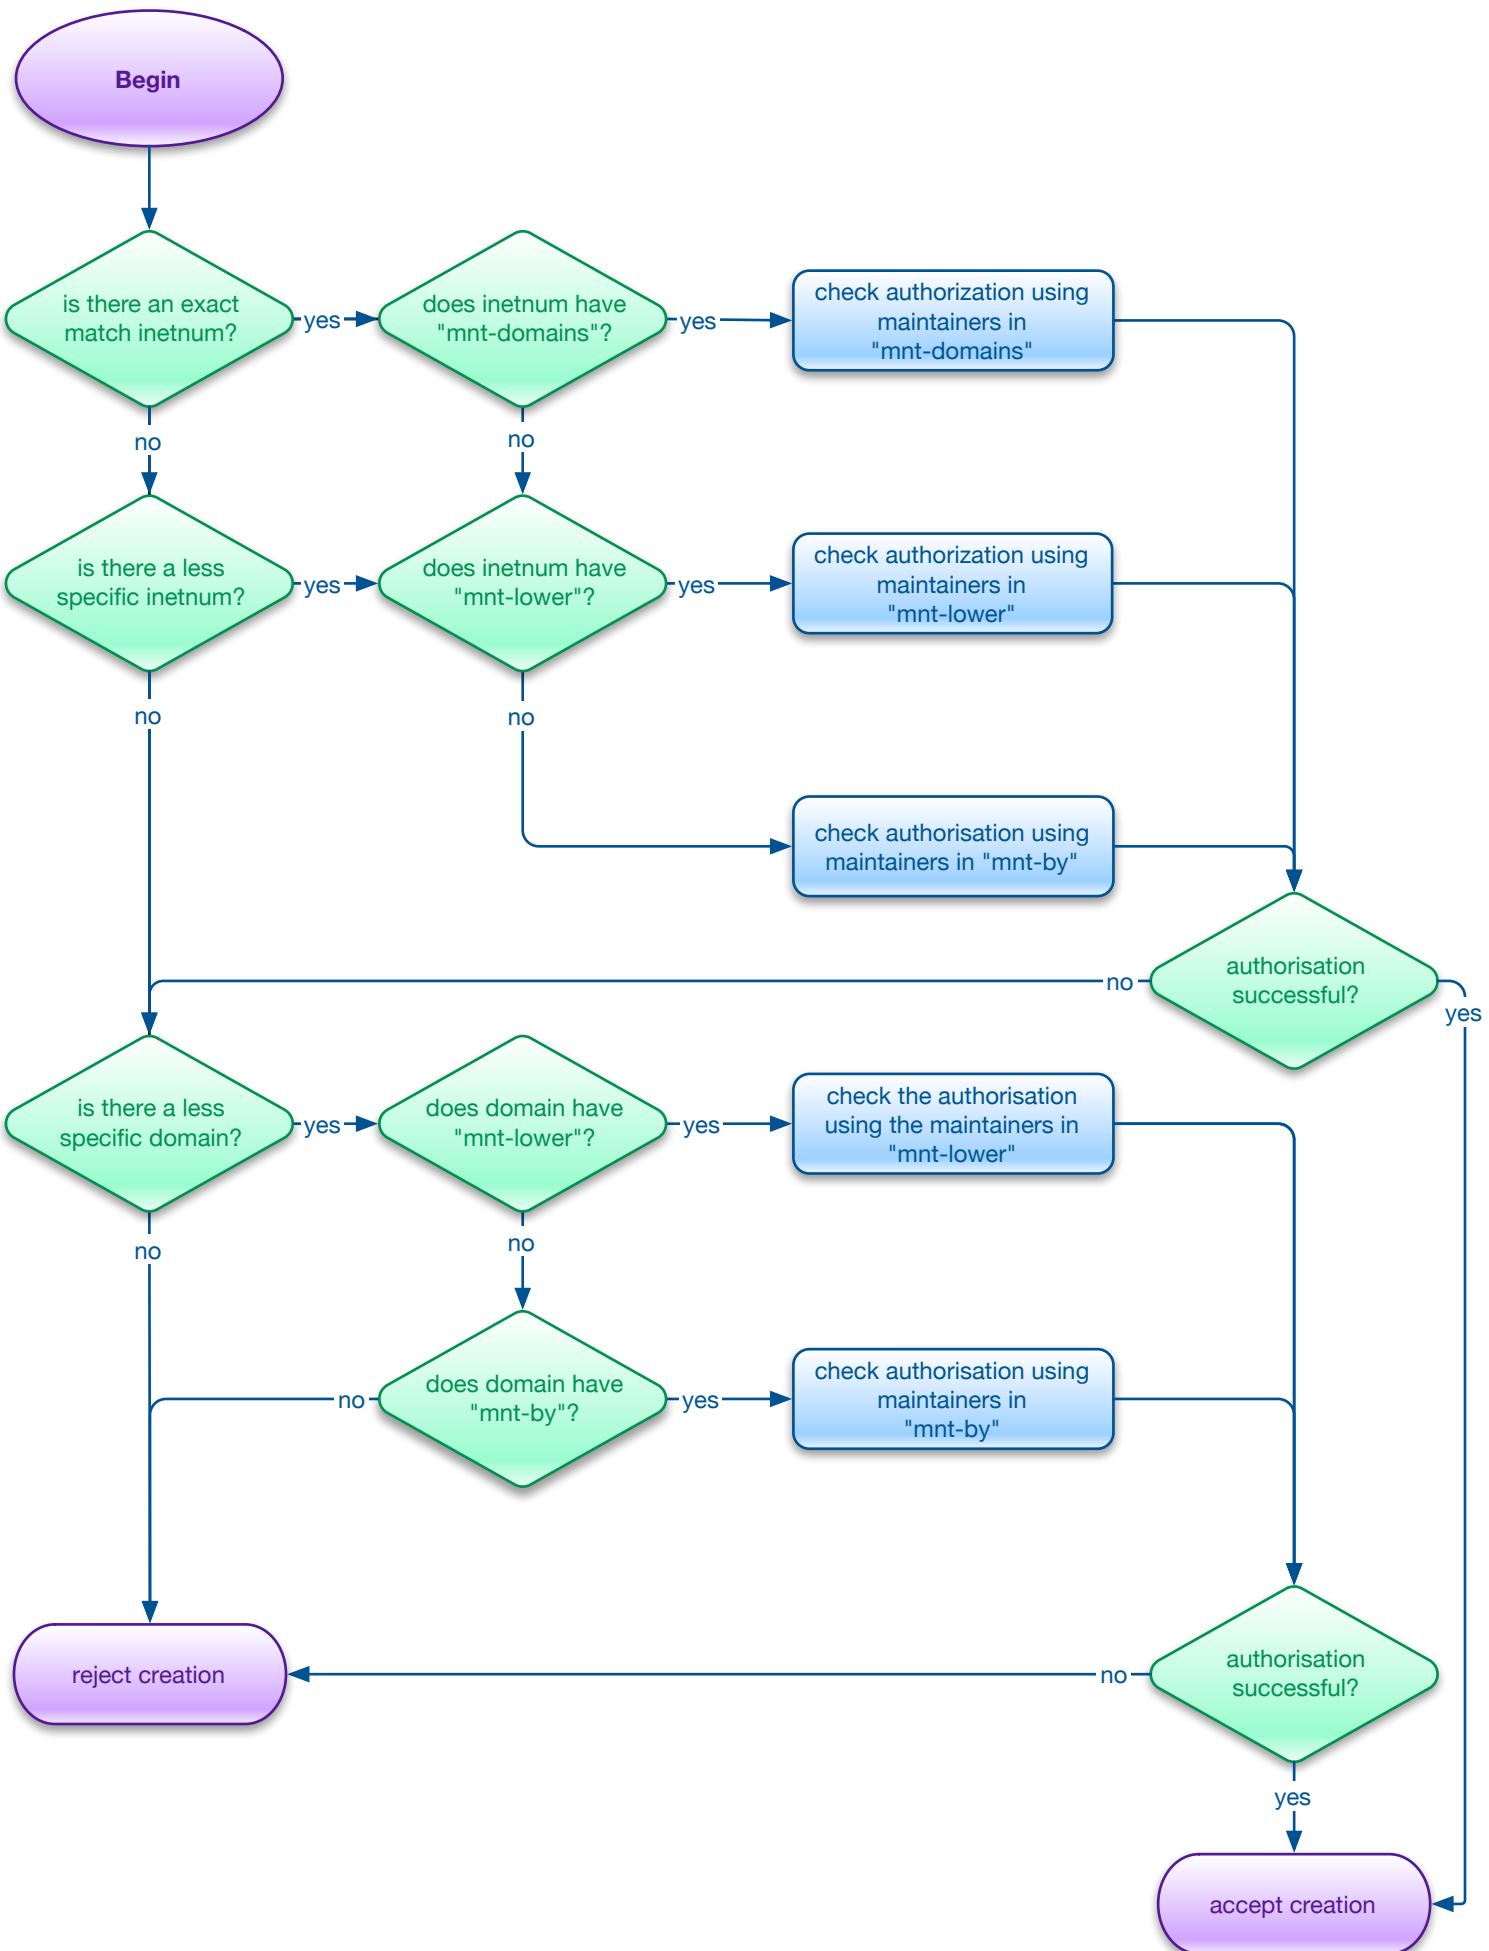 Begin
is there an exact
match inetnum?
yes
does inetnum have
"mnt-domains"?
yes
check authorization using
maintainers in
"mnt-domains"
no
no
is there a less
specific inetnum?
yes
does inetnum have
"mnt-lower"?
yes
check authorization using
maintainers in
"mnt-lower"
no
no
check authorisation using
maintainers in "mnt-by"
authorisation
successful?
no
yes
is there a less
specific domain?
yes
does domain have
"mnt-lower"?
yes
check the authorisation
using the maintainers in
"mnt-lower"
no
no
does domain have
"mnt-by"?
no
yes
check authorisation using
maintainers in
"mnt-by"
reject creation
no
authorisation
successful?
yes
accept creation